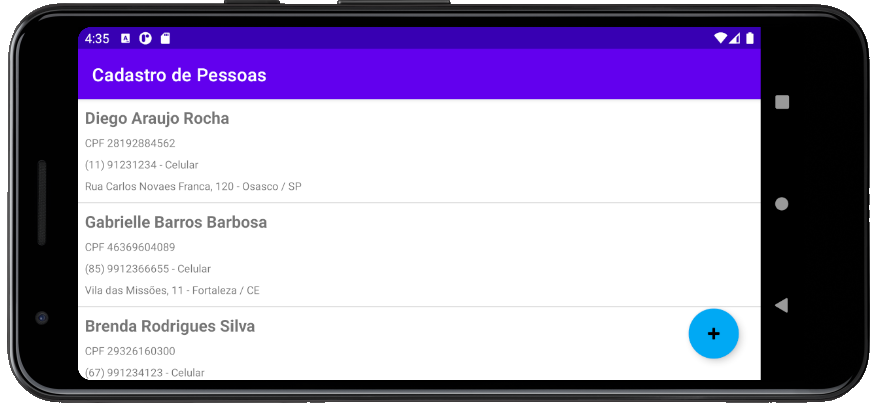 4:35
Cadastro de Pessoas
Diego Araujo Rocha
CPF 28192884562
(11) 91231234 - Celular
Rua Carlos Novaes Franca, 120 - Osasco / SP
Gabrielle Barros Barbosa
CPF 46369604089
(85) 9912366655 - Celular
Vila das Missões, 11 - Fortaleza / CE
Brenda Rodrigues Silva
CPF 29326160300
(67) 991234123 - Celular
+